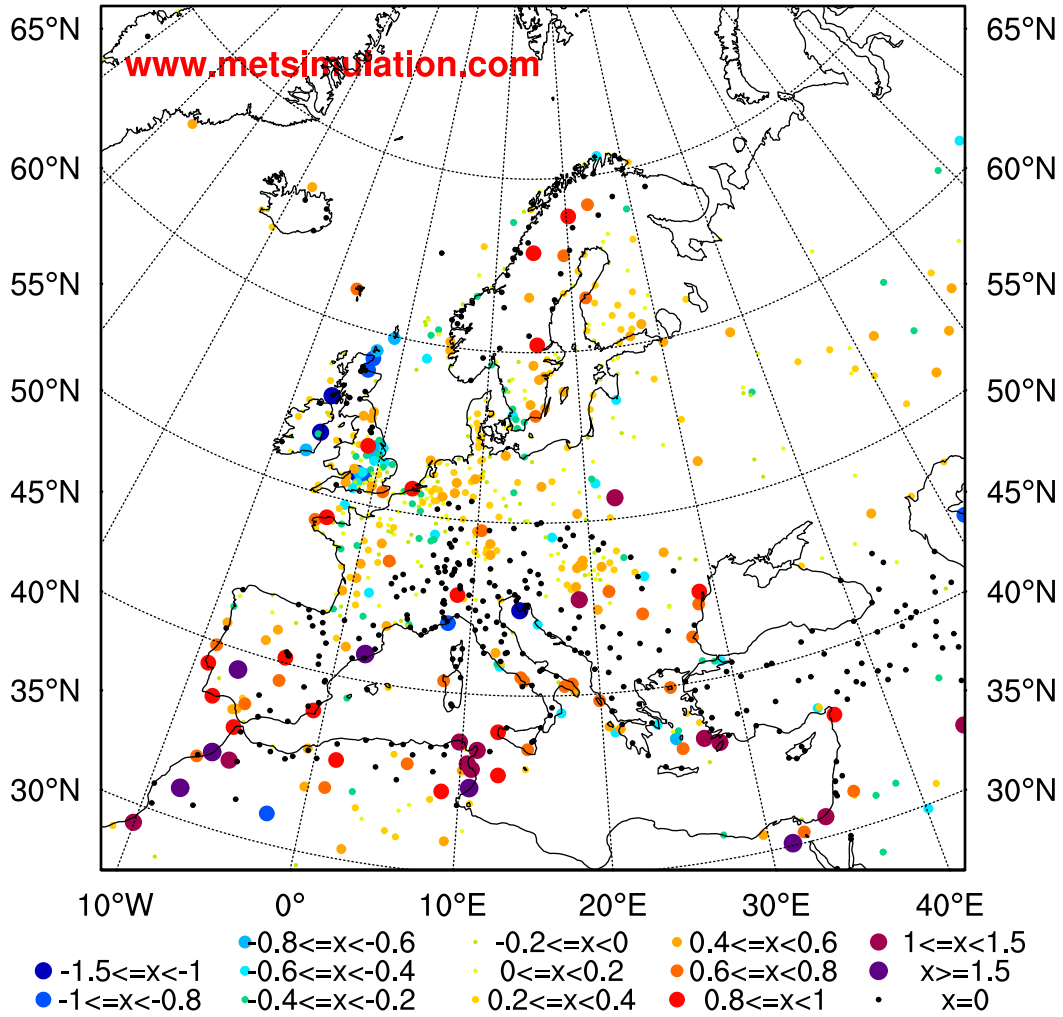 65°N 65°N
www.metsimulation.com
60°N 60°N
55°N 55°N
50°N 50°N
45°N 45°N
40°N 40°N
35°N 35°N
30°N 30°N
10°W 0° 10°E 20°E 30°E 40°E
-0.8<=x<-0.6 -0.2<=x<0 0.4<=x<0.6 1<=x<1.5
-1.5<=x<-1 -0.6<=x<-0.4 0<=x<0.2 0.6<=x<0.8 x>=1.5
-1<=x<-0.8 -0.4<=x<-0.2 0.2<=x<0.4 0.8<=x<1 x=0